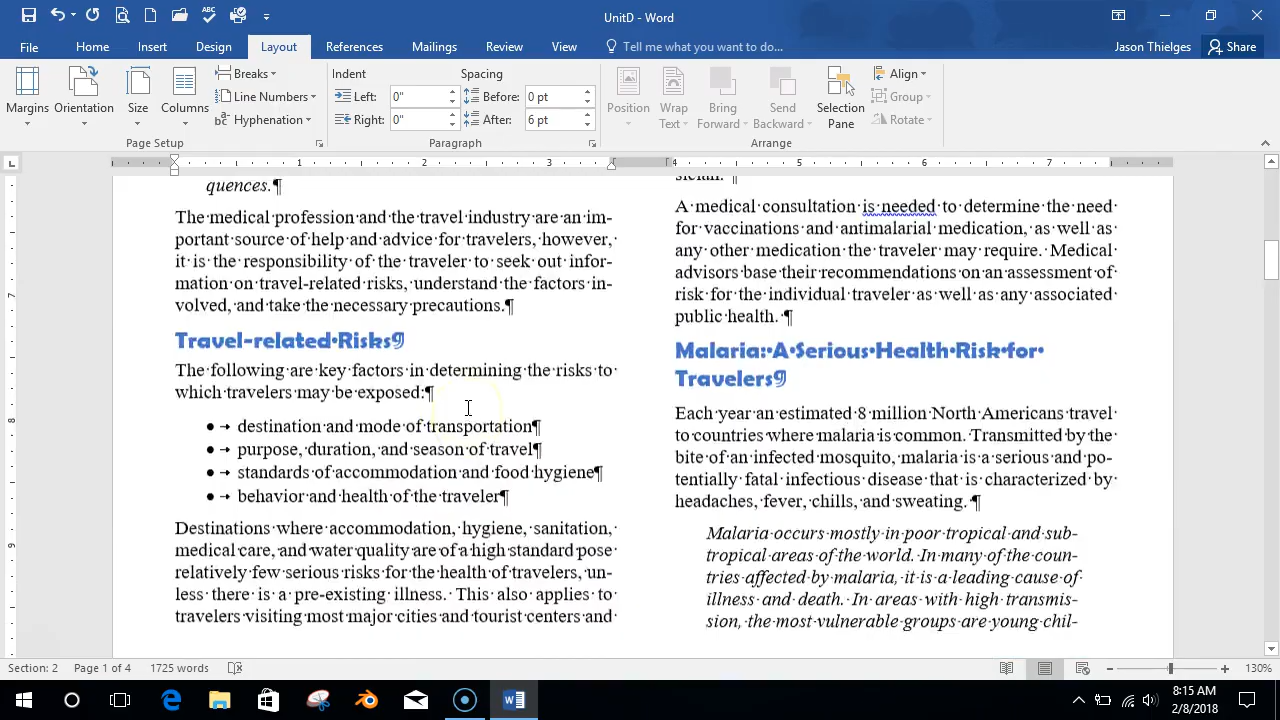 UnitD - Word
File Home Insert Design Layout References Mailings Review View Tell me what you want to do... Jason Thielges Share
Margins
Orientation
Size
Columns
Breaks
Line Numbers
Hyphenation
Page Setup
Indent
Left: 0"
Right: 0"
Spacing
Before: 0 pt
After: 6 pt
Paragraph
Position
Wrap
Text
Bring
Forward
Send
Backward
Selection
Pane
Align
Group
Rotate
Arrange
1 2 3 4 5 6 7
7
8
9
quences.¶
The medical profession and the travel industry are an im-
portant source of help and advice for travelers, however,
it is the responsibility of the traveler to seek out infor-
mation on travel-related risks, understand the factors in-
volved, and take the necessary precautions.¶
Travel-related Risks¶
The following are key factors in determining the risks to
which travelers may be exposed:¶
• → destination and mode of transportation¶
• → purpose, duration, and season of travel¶
• → standards of accommodation and food hygiene¶
• → behavior and health of the traveler¶
Destinations where accommodation, hygiene, sanitation,
medical care, and water quality are of a high standard pose
relatively few serious risks for the health of travelers, un-
less there is a pre-existing illness. This also applies to
travelers visiting most major cities and tourist centers and
sician. ¶
A medical consultation is needed to determine the need
for vaccinations and antimalarial medication, as well as
any other medication the traveler may require. Medical
advisors base their recommendations on an assessment of
risk for the individual traveler as well as any associated
public health. ¶
Malaria: A Serious Health Risk for
Travelers¶
Each year an estimated 8 million North Americans travel
to countries where malaria is common. Transmitted by the
bite of an infected mosquito, malaria is a serious and po-
tentially fatal infectious disease that is characterized by
headaches, fever, chills, and sweating. ¶
Malaria occurs mostly in poor tropical and sub-
tropical areas of the world. In many of the coun-
tries affected by malaria, it is a leading cause of
illness and death. In areas with high transmis-
sion, the most vulnerable groups are young chil-
Section: 2 Page 1 of 4 1725 words 130%
8:15 AM
2/8/2018